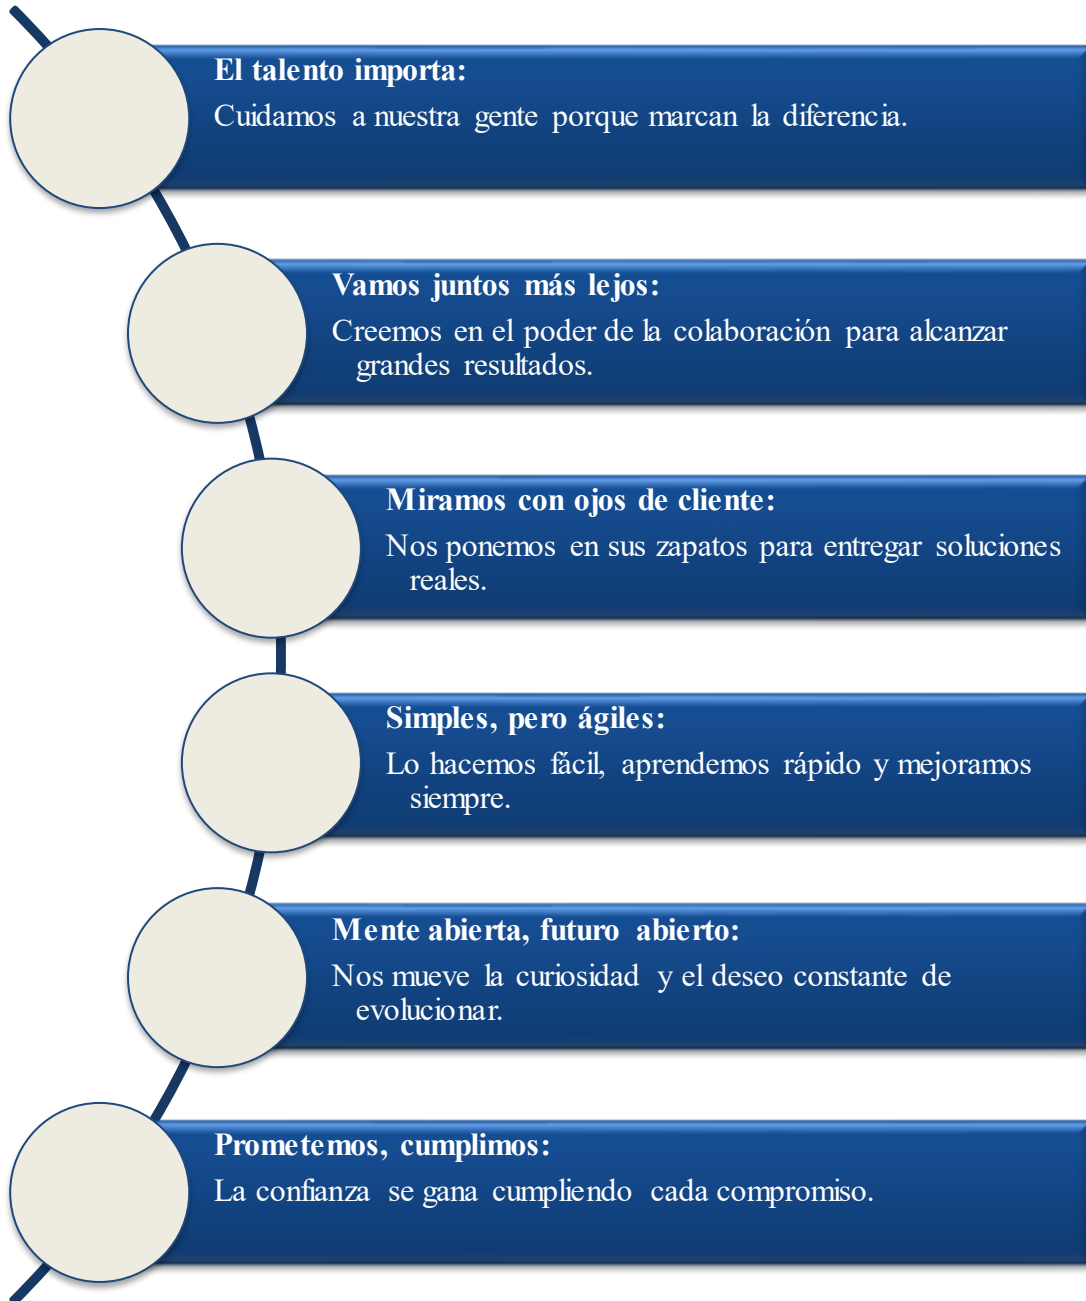 El talento importa:
Cuidamos a nuestra gente porque marcan la diferencia.
Vamos juntos más lejos:
Creemos en el poder de la colaboración para alcanzar
grandes resultados.
Miramos con ojos de cliente:
Nos ponemos en sus zapatos para entregar soluciones
reales.
Simples, pero ágiles:
Lo hacemos fácil, aprendemos rápido y mejoramos
siempre.
Mente abierta, futuro abierto:
Nos mueve la curiosidad y el deseo constante de
evolucionar.
Prometemos, cumplimos:
La confianza se gana cumpliendo cada compromiso.